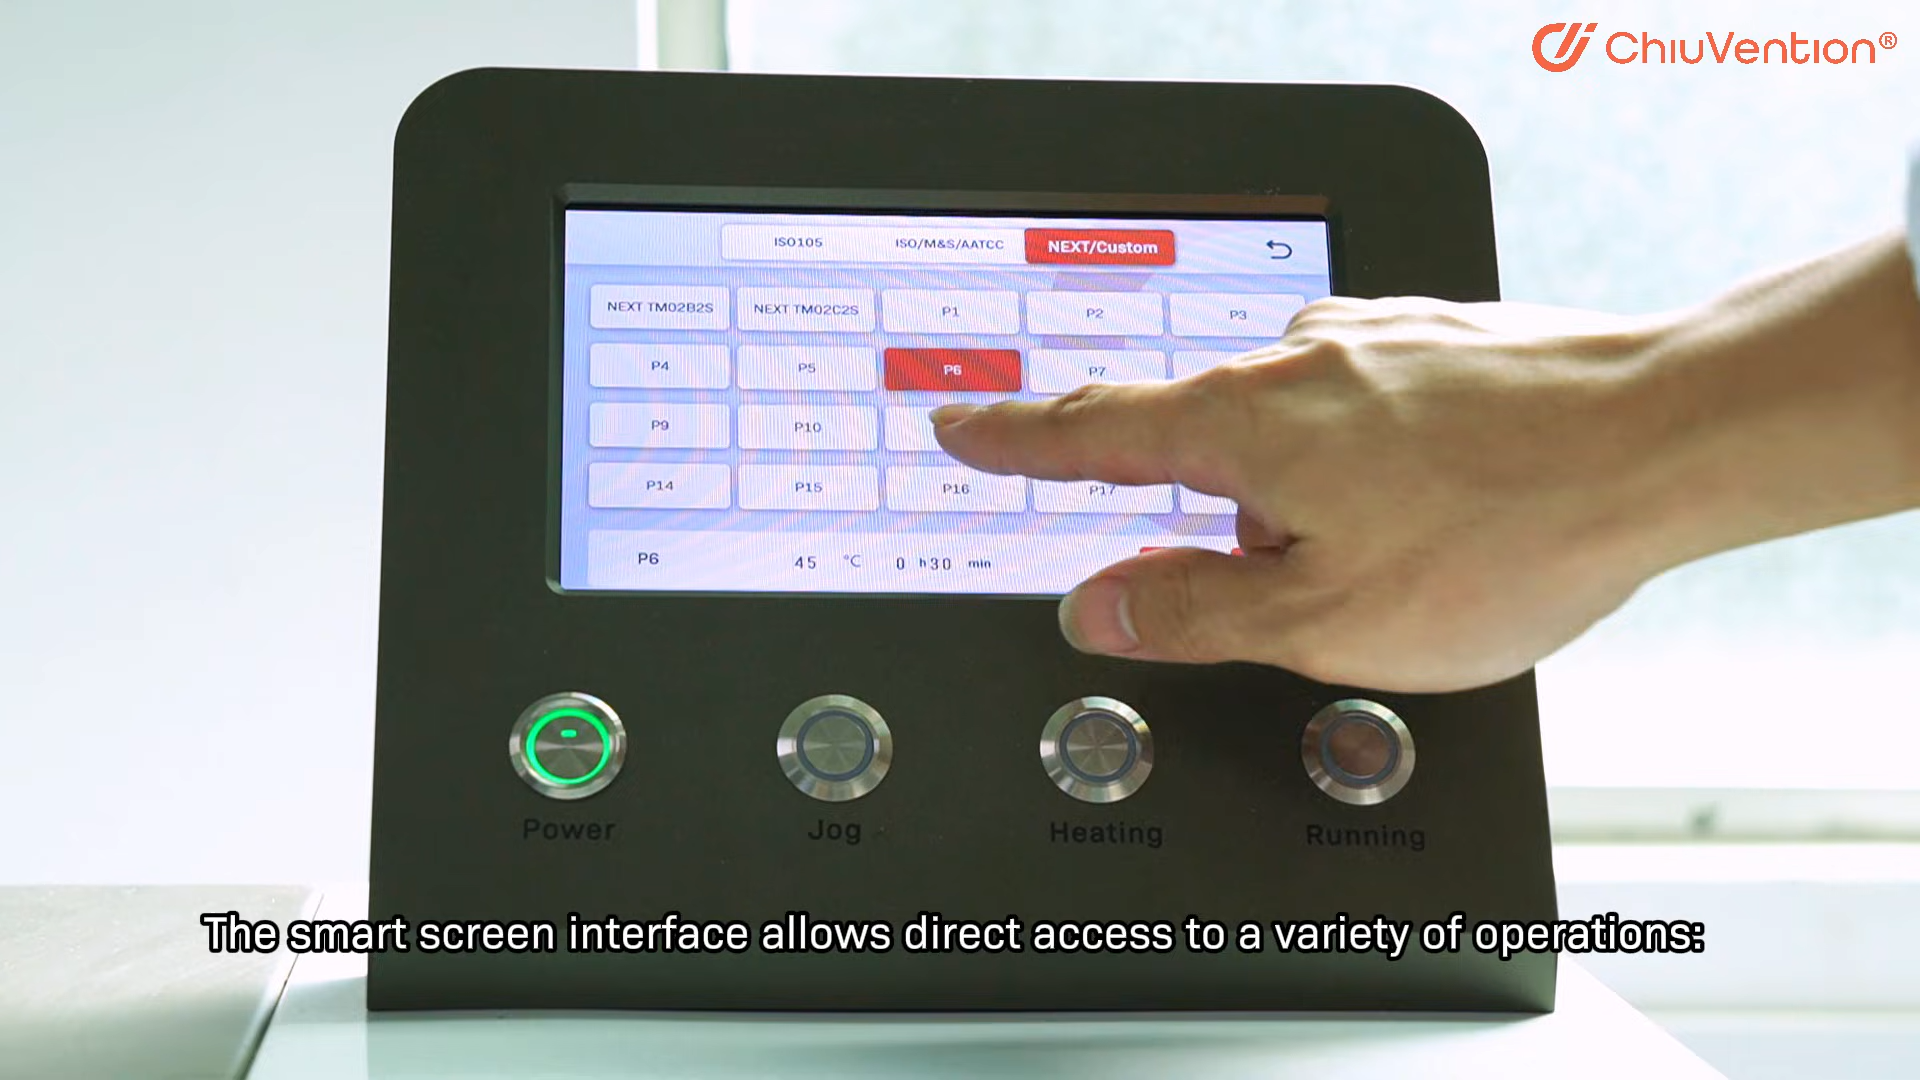 ChiuVention®
ISO105 ISO/M&S/AATCC NEXT/Custom
NEXT TM02B2S NEXT TM02C2S P1 P2 P3
P4 P5 P6 P7
P9 P10
P14 P15 P16 P17
P6 45 °C 0 h 30 min
Power Jog Heating Running
The smart screen interface allows direct access to a variety of operations: